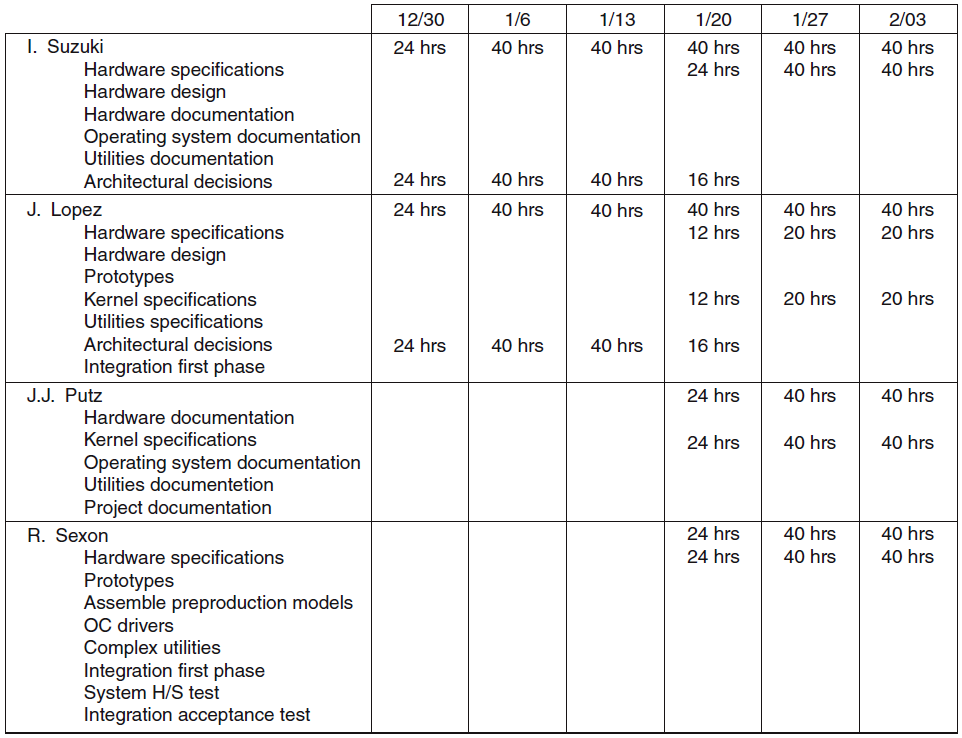 12/30 1/6 1/13 1/20 1/27 2/03
I. Suzuki 24 hrs 40 hrs 40 hrs 40 hrs 40 hrs 40 hrs
Hardware specifications 24 hrs 40 hrs 40 hrs
Hardware design
Hardware documentation
Operating system documentation
Utilities documentation
Architectural decisions 24 hrs 40 hrs 40 hrs 16 hrs
J. Lopez 24 hrs 40 hrs 40 hrs 40 hrs 40 hrs 40 hrs
Hardware specifications 12 hrs 20 hrs 20 hrs
Hardware design
Prototypes
Kernel specifications 12 hrs 20 hrs 20 hrs
Utilities specifications
Architectural decisions 24 hrs 40 hrs 40 hrs 16 hrs
Integration first phase
J.J. Putz 24 hrs 40 hrs 40 hrs
Hardware documentation
Kernel specifications 24 hrs 40 hrs 40 hrs
Operating system documentation
Utilities documentetion
Project documentation
R. Sexon 24 hrs 40 hrs 40 hrs
Hardware specifications 24 hrs 40 hrs 40 hrs
Prototypes
Assemble preproduction models
OC drivers
Complex utilities
Integration first phase
System H/S test
Integration acceptance test